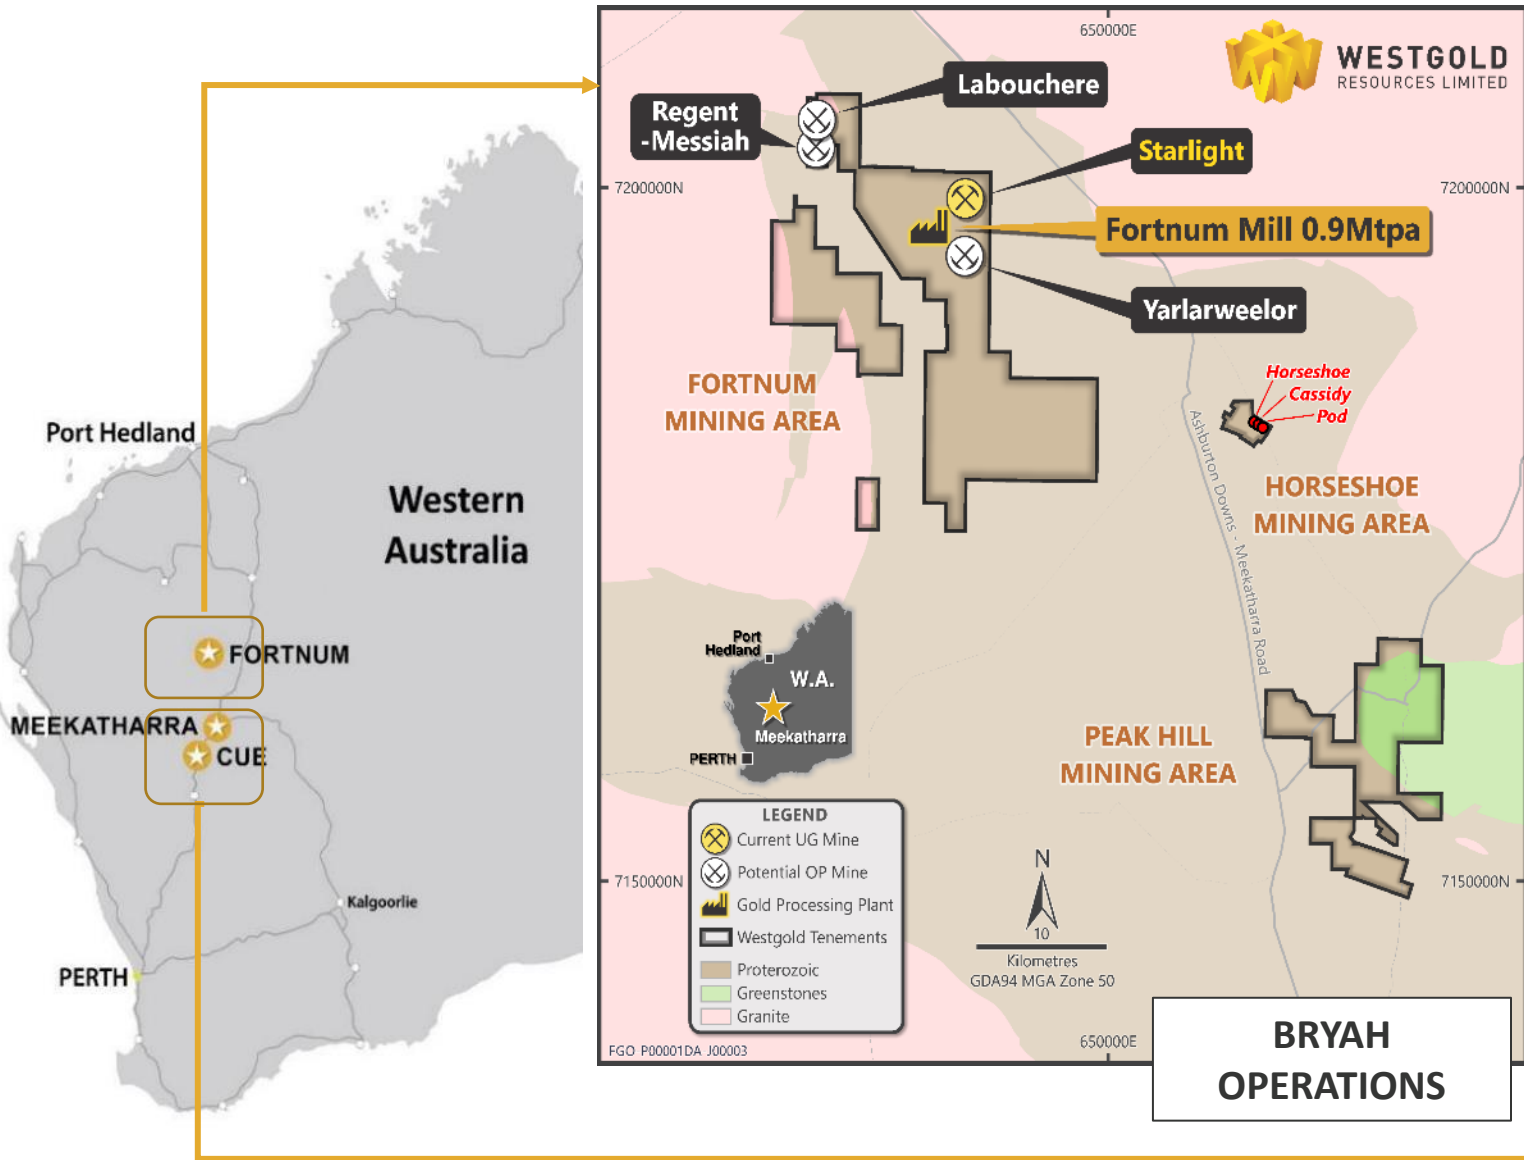 Port Hedland
Western
Australia
FORTNUM
MEEKATHARRA
CUE
Kalgoorlie
PERTH
650000E
WESTGOLD
RESOURCES LIMITED
Labouchere
Regent
-Messiah
Starlight
7200000N
7200000N
Fortnum Mill 0.9Mtpa
Yarlarweelor
FORTNUM
MINING AREA
Horseshoe
Cassidy
Pod
HORSESHOE
MINING AREA
Ashburton Downs - Meekatharra Road
Port
Hedland
W.A.
Meekatharra
PERTH
PEAK HILL
MINING AREA
LEGEND
Current UG Mine
Potential OP Mine
Gold Processing Plant
Westgold Tenements
Proterozoic
Greenstones
Granite
7150000N
7150000N
N
10
Kilometres
GDA94 MGA Zone 50
FGO P00001DA J00003
650000E
BRYAH
OPERATIONS